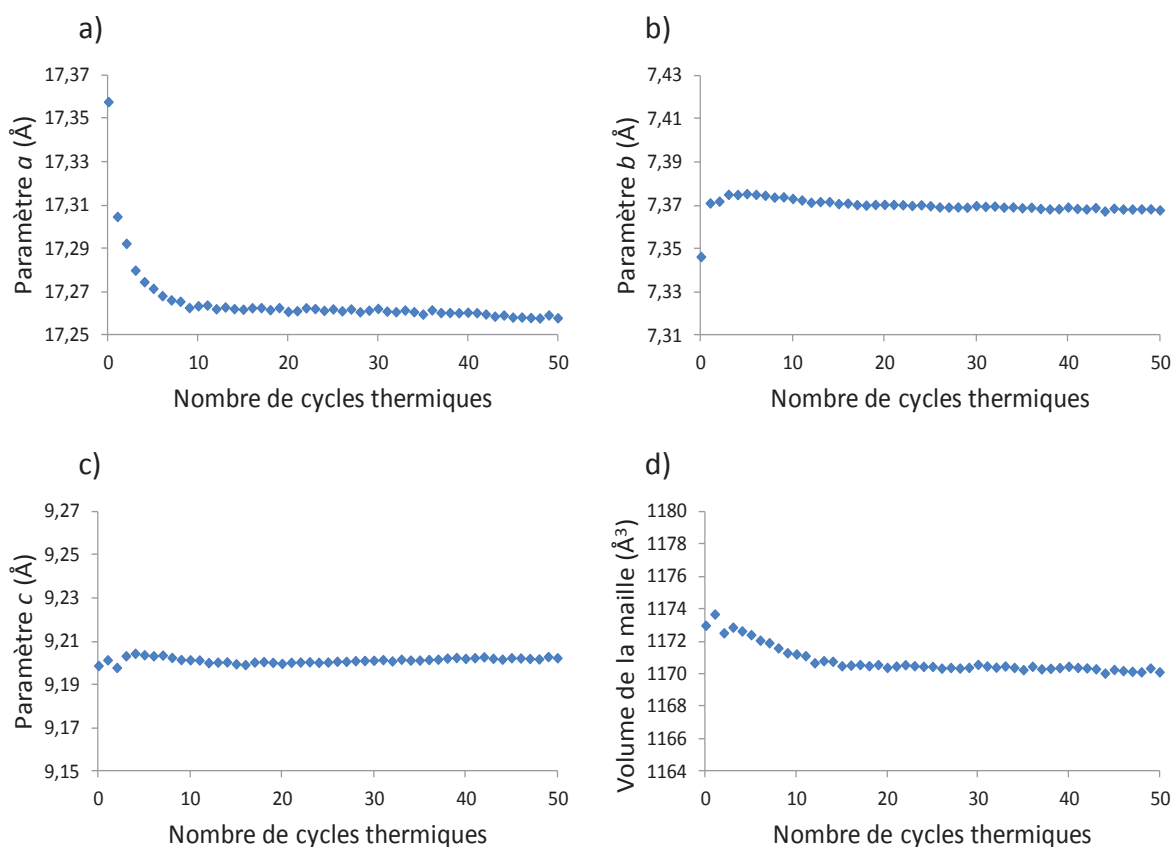 a)
17,37
17,35
17,33
17,31
17,29
17,27
17,25
Paramètre a (Å)
0 10 20 30 40 50
Nombre de cycles thermiques
b)
7,43
7,41
7,39
7,37
7,35
7,33
7,31
Paramètre b (Å)
0 10 20 30 40 50
Nombre de cycles thermiques
c)
9,27
9,25
9,23
9,21
9,19
9,17
9,15
Paramètre c (Å)
0 10 20 30 40 50
Nombre de cycles thermiques
d)
1180
1178
1176
1174
1172
1170
1168
1166
1164
Volume de la maille (Å³)
0 10 20 30 40 50
Nombre de cycles thermiques